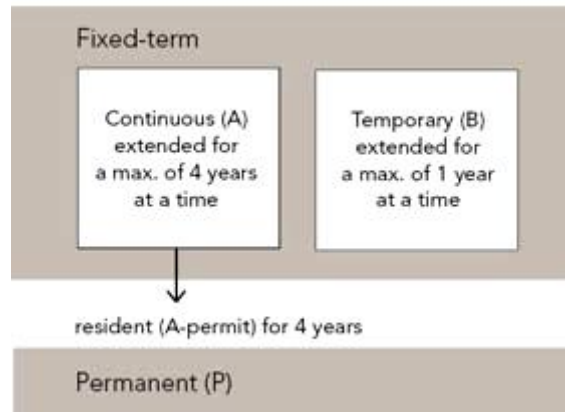 Fixed-term
Continuous (A)
extended for
a max. of 4 years
at a time
Temporary (B)
extended for
a max. of 1 year
at a time
resident (A-permit) for 4 years
Permanent (P)